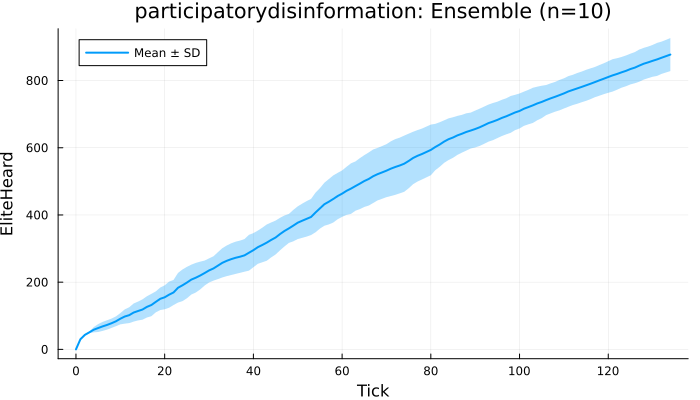 participatorydisinformation: Ensemble (n=10)
Mean ± SD
EliteHeard
800
600
400
200
0
0 20 40 60 80 100 120
Tick